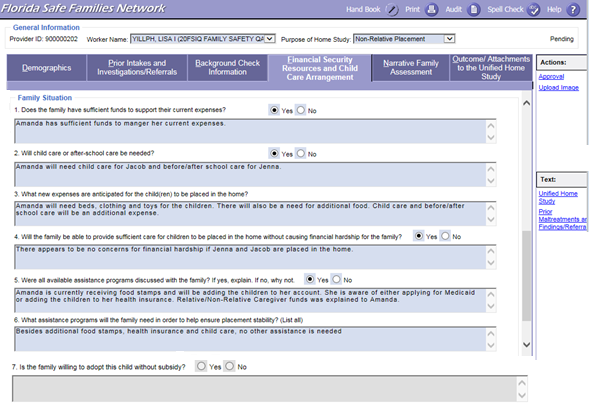 Florida Safe Families Network
Hand Book Print Audit Spell Check Help
General Information
Provider ID: 900000202 Worker Name: YILLPH, LISA I (20FSIQ FAMILY SAFETY QA Purpose of Home Study: Non-Relative Placement Pending
Demographics
Prior Intakes and Investigations/Referrals
Background Check Information
Financial Security Resources and Child Care Arrangement
Narrative Family Assessment
Outcome/ Attachments to the Unified Home Study
Actions:
Approval
Upload Image
Family Situation
1. Does the family have sufficient funds to support their current expenses? Yes No
Amanda has sufficient funds to manger her current expenses.
2. Will child care or after-school care be needed? Yes No
Amanda will need child care for Jacob and before/after school care for Jenna.
3. What new expenses are anticipated for the child(ren) to be placed in the home?
Amanda will need beds, clothing and toys for the children. There will also be a need for additional food. Child care and before/after
school care will be an additional expense.
4. Will the family be able to provide sufficient care for children to be placed in the home without causing financial hardship for the family? Yes No
There appears to be no concerns for financial hardship if Jenna and Jacob are placed in the home.
5. Were all available assistance programs discussed with the family? If yes, explain. If no, why not. Yes No
Amanda is currently receiving food stamps and will be adding the children to her account. She is aware of either applying for Medicaid
or adding the children to her health insurance. Relative/Non-Relative Caregiver funds was explained to Amanda.
6. What assistance programs will the family need in order to help ensure placement stability? (List all)
Besides additional food stamps, health insurance and child care, no other assistance is needed
7. Is the family willing to adopt this child without subsidy? Yes No
Text:
Unified Home
Study
Prior
Maltreatments ar
Findings/Referra